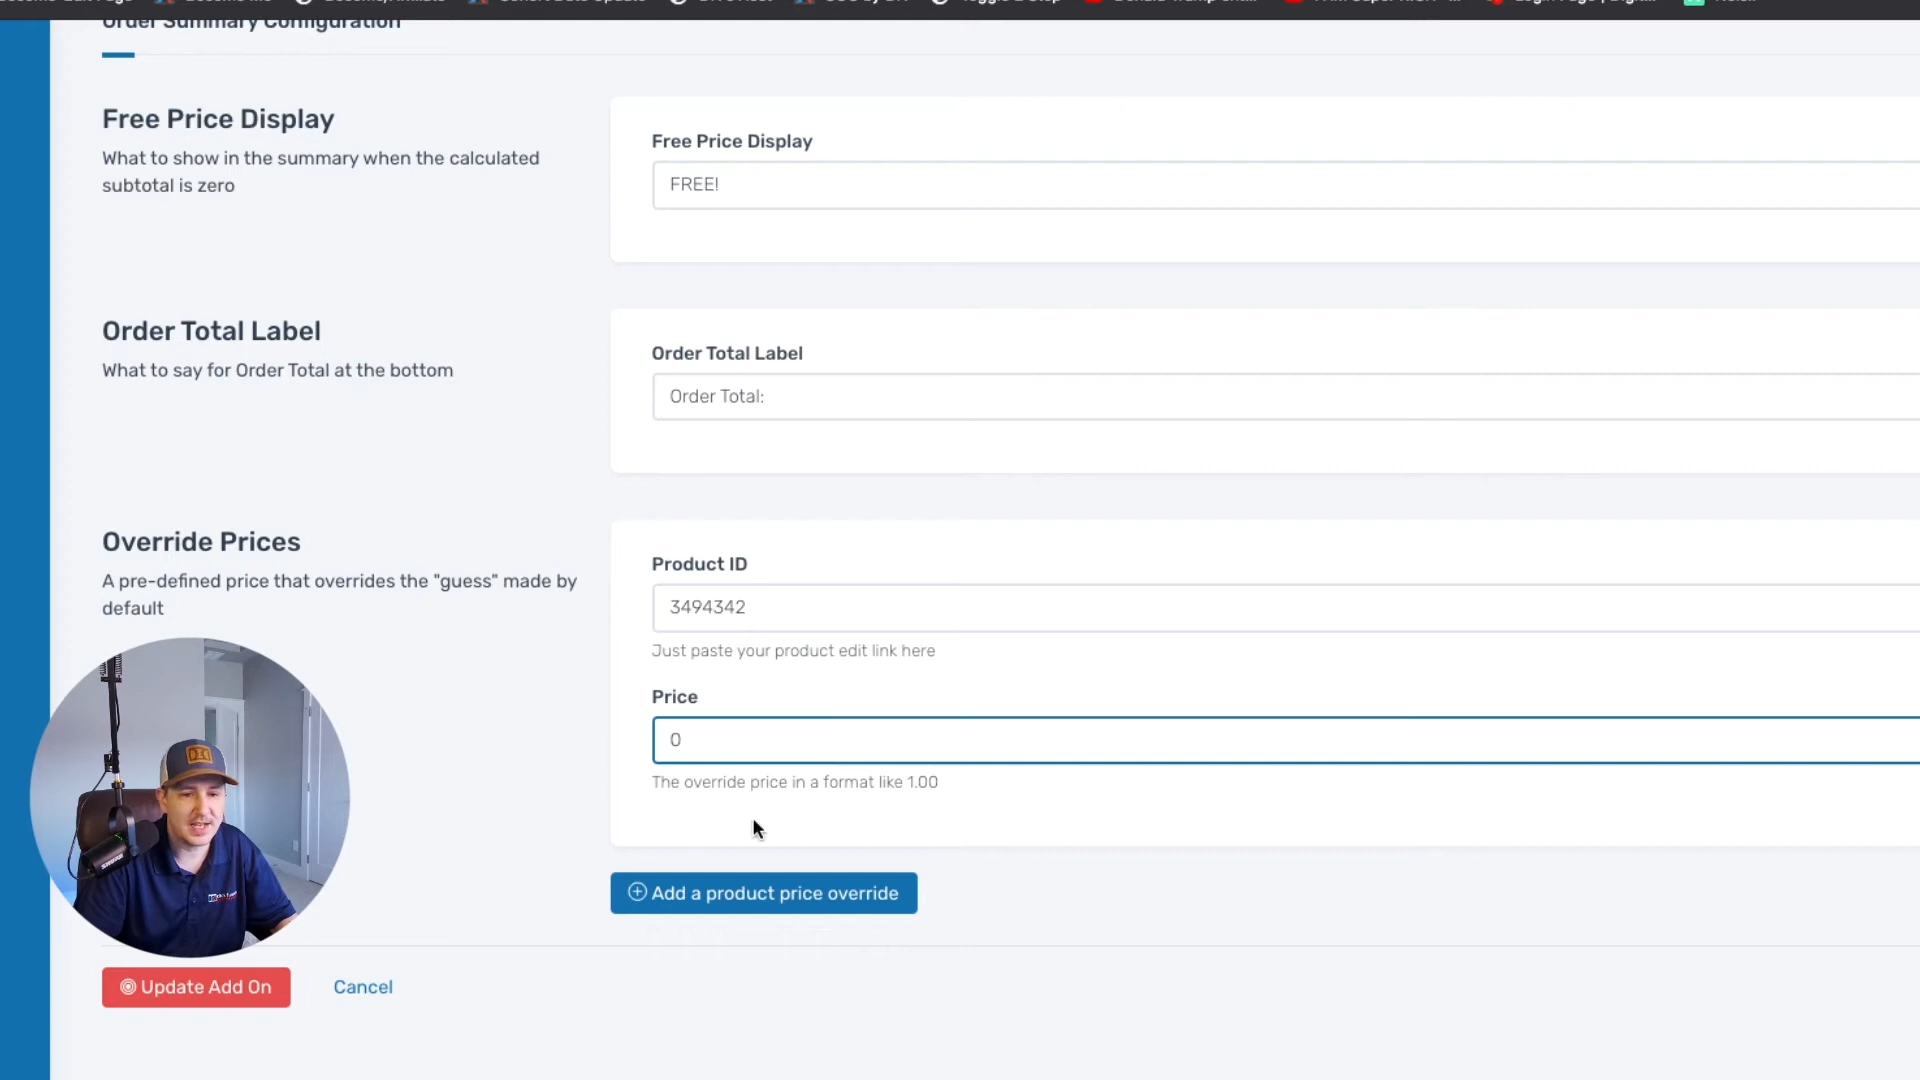 Order Summary Configuration
Free Price Display
What to show in the summary when the calculated
subtotal is zero
Free Price Display
FREE!
Order Total Label
What to say for Order Total at the bottom
Order Total Label
Order Total:
Override Prices
A pre-defined price that overrides the "guess" made by
default
Product ID
3494342
Just paste your product edit link here
Price
0
The override price in a format like 1.00
Add a product price override
SHURE
Update Add On
Cancel